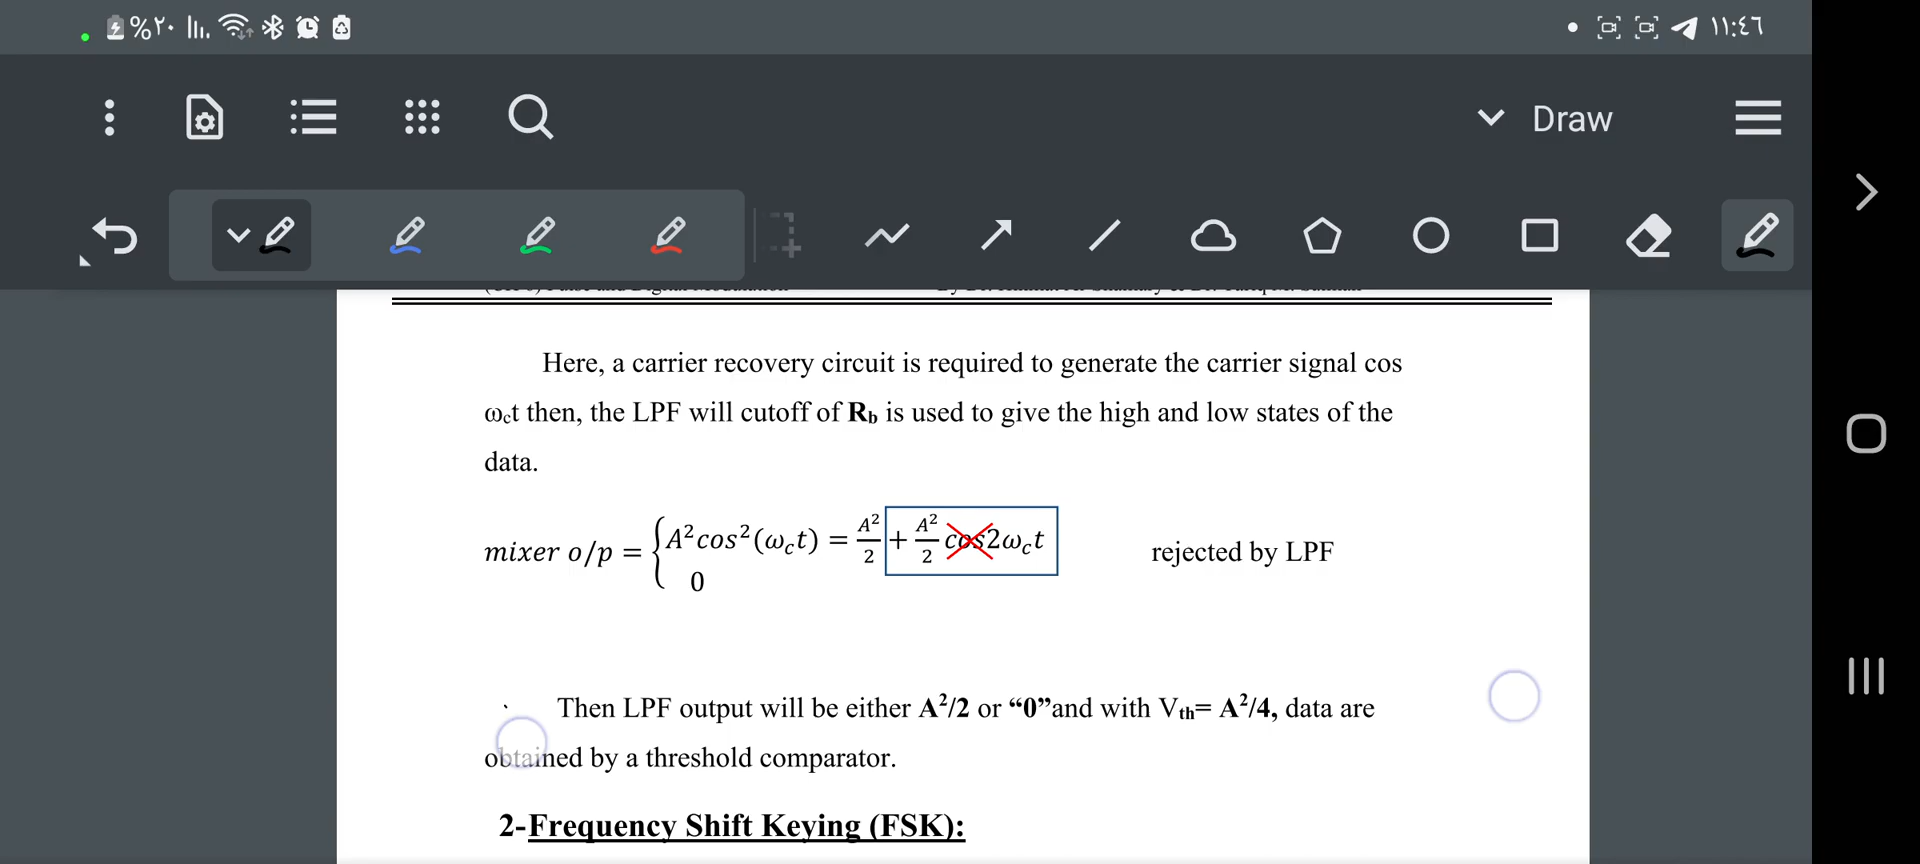 %٢٠ ١١:٤٦
Draw
Here, a carrier recovery circuit is required to generate the carrier signal cos
ω꜀t then, the LPF will cutoff of Rb is used to give the high and low states of the
data.
mixer o/p = { A²cos²(ω꜀t) = A²/2 + A²/2 cos2ω꜀t rejected by LPF
0
Then LPF output will be either A²/2 or “0”and with Vth= A²/4, data are
obtained by a threshold comparator.
2-Frequency Shift Keying (FSK):